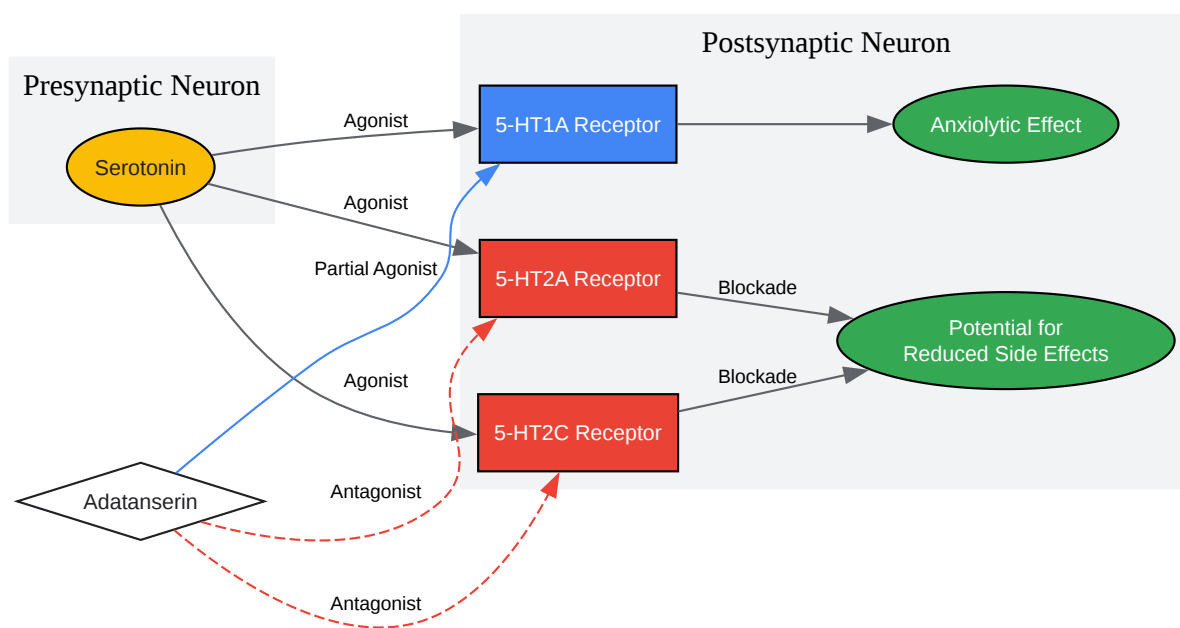 Postsynaptic Neuron
Presynaptic Neuron
Agonist
5-HT1A Receptor
Anxiolytic Effect
Serotonin
Agonist
Partial Agonist
5-HT2A Receptor
Blockade
Potential for
Reduced Side Effects
Agonist
Blockade
5-HT2C Receptor
Adatanserin
Antagonist
Antagonist